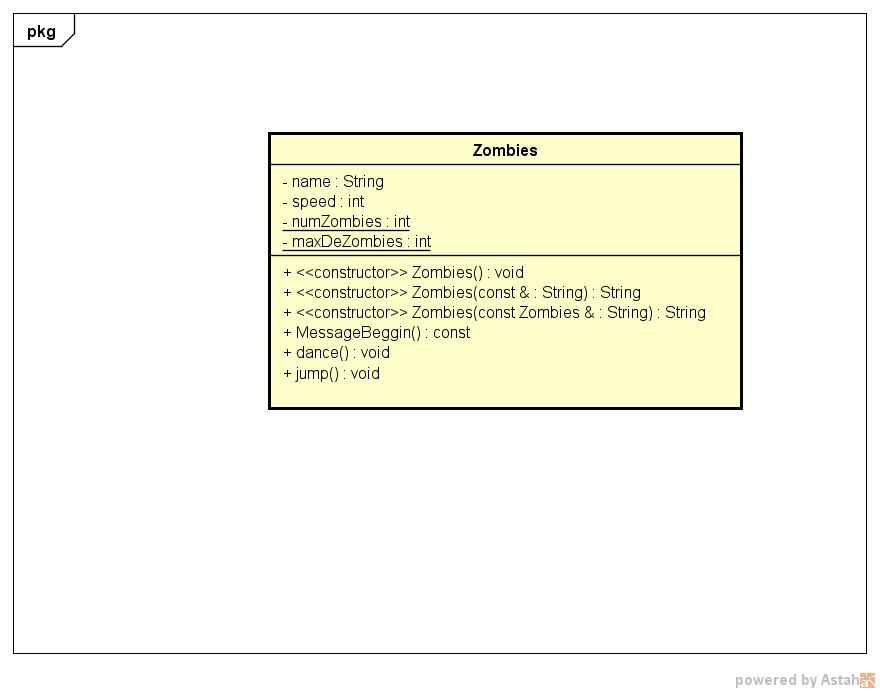 pkg
Zombies
- name : String
- speed : int
- numZombies : int
- maxDeZombies : int
+ <<constructor>> Zombies() : void
+ <<constructor>> Zombies(const & : String) : String
+ <<constructor>> Zombies(const Zombies & : String) : String
+ MessageBeggin() : const
+ dance() : void
+ jump() : void
powered by Astah